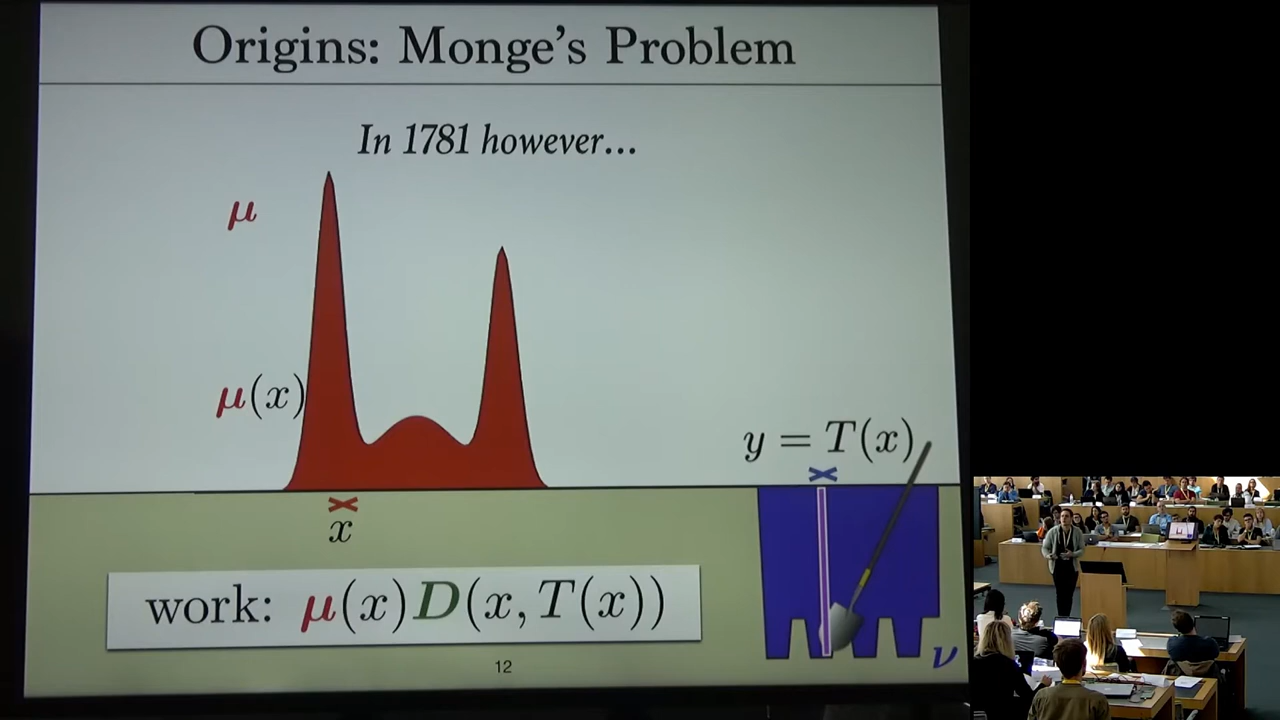 Origins: Monge's Problem
In 1781 however...
μ
μ(x)
y = T(x)
x
work: μ(x)D(x, T(x))
ν
12